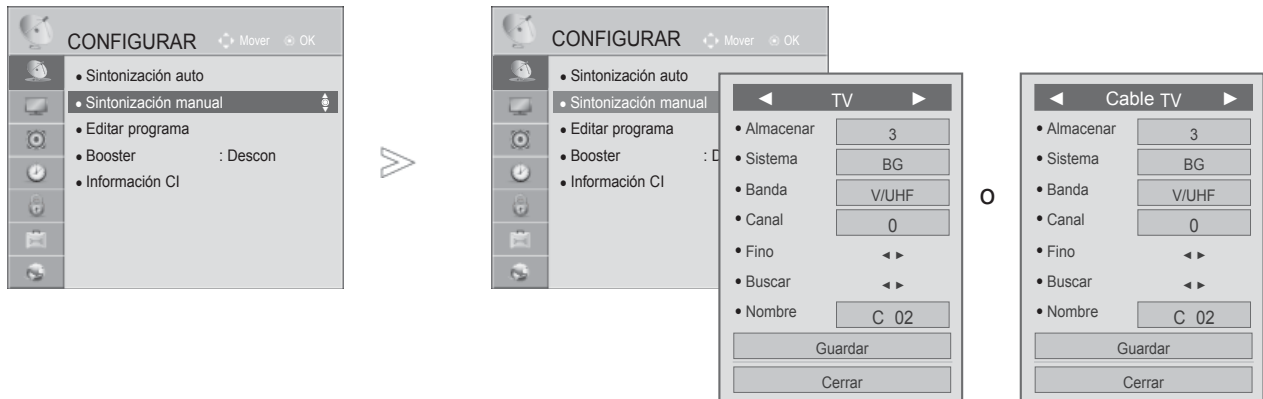 CONFIGURAR Mover OK
• Sintonización auto
• Sintonización manual
• Editar programa
• Booster : Descon
• Información CI
CONFIGURAR Mover OK
• Sintonización auto
• Sintonización manual
• Editar programa
• Booster : D
• Información CI
◄ TV ►
• Almacenar 3
• Sistema BG
• Banda V/UHF
• Canal 0
• Fino ◄ ►
• Buscar ◄ ►
• Nombre C 02
Guardar
Cerrar
o
◄ Cable TV ►
• Almacenar 3
• Sistema BG
• Banda V/UHF
• Canal 0
• Fino ◄ ►
• Buscar ◄ ►
• Nombre C 02
Guardar
Cerrar